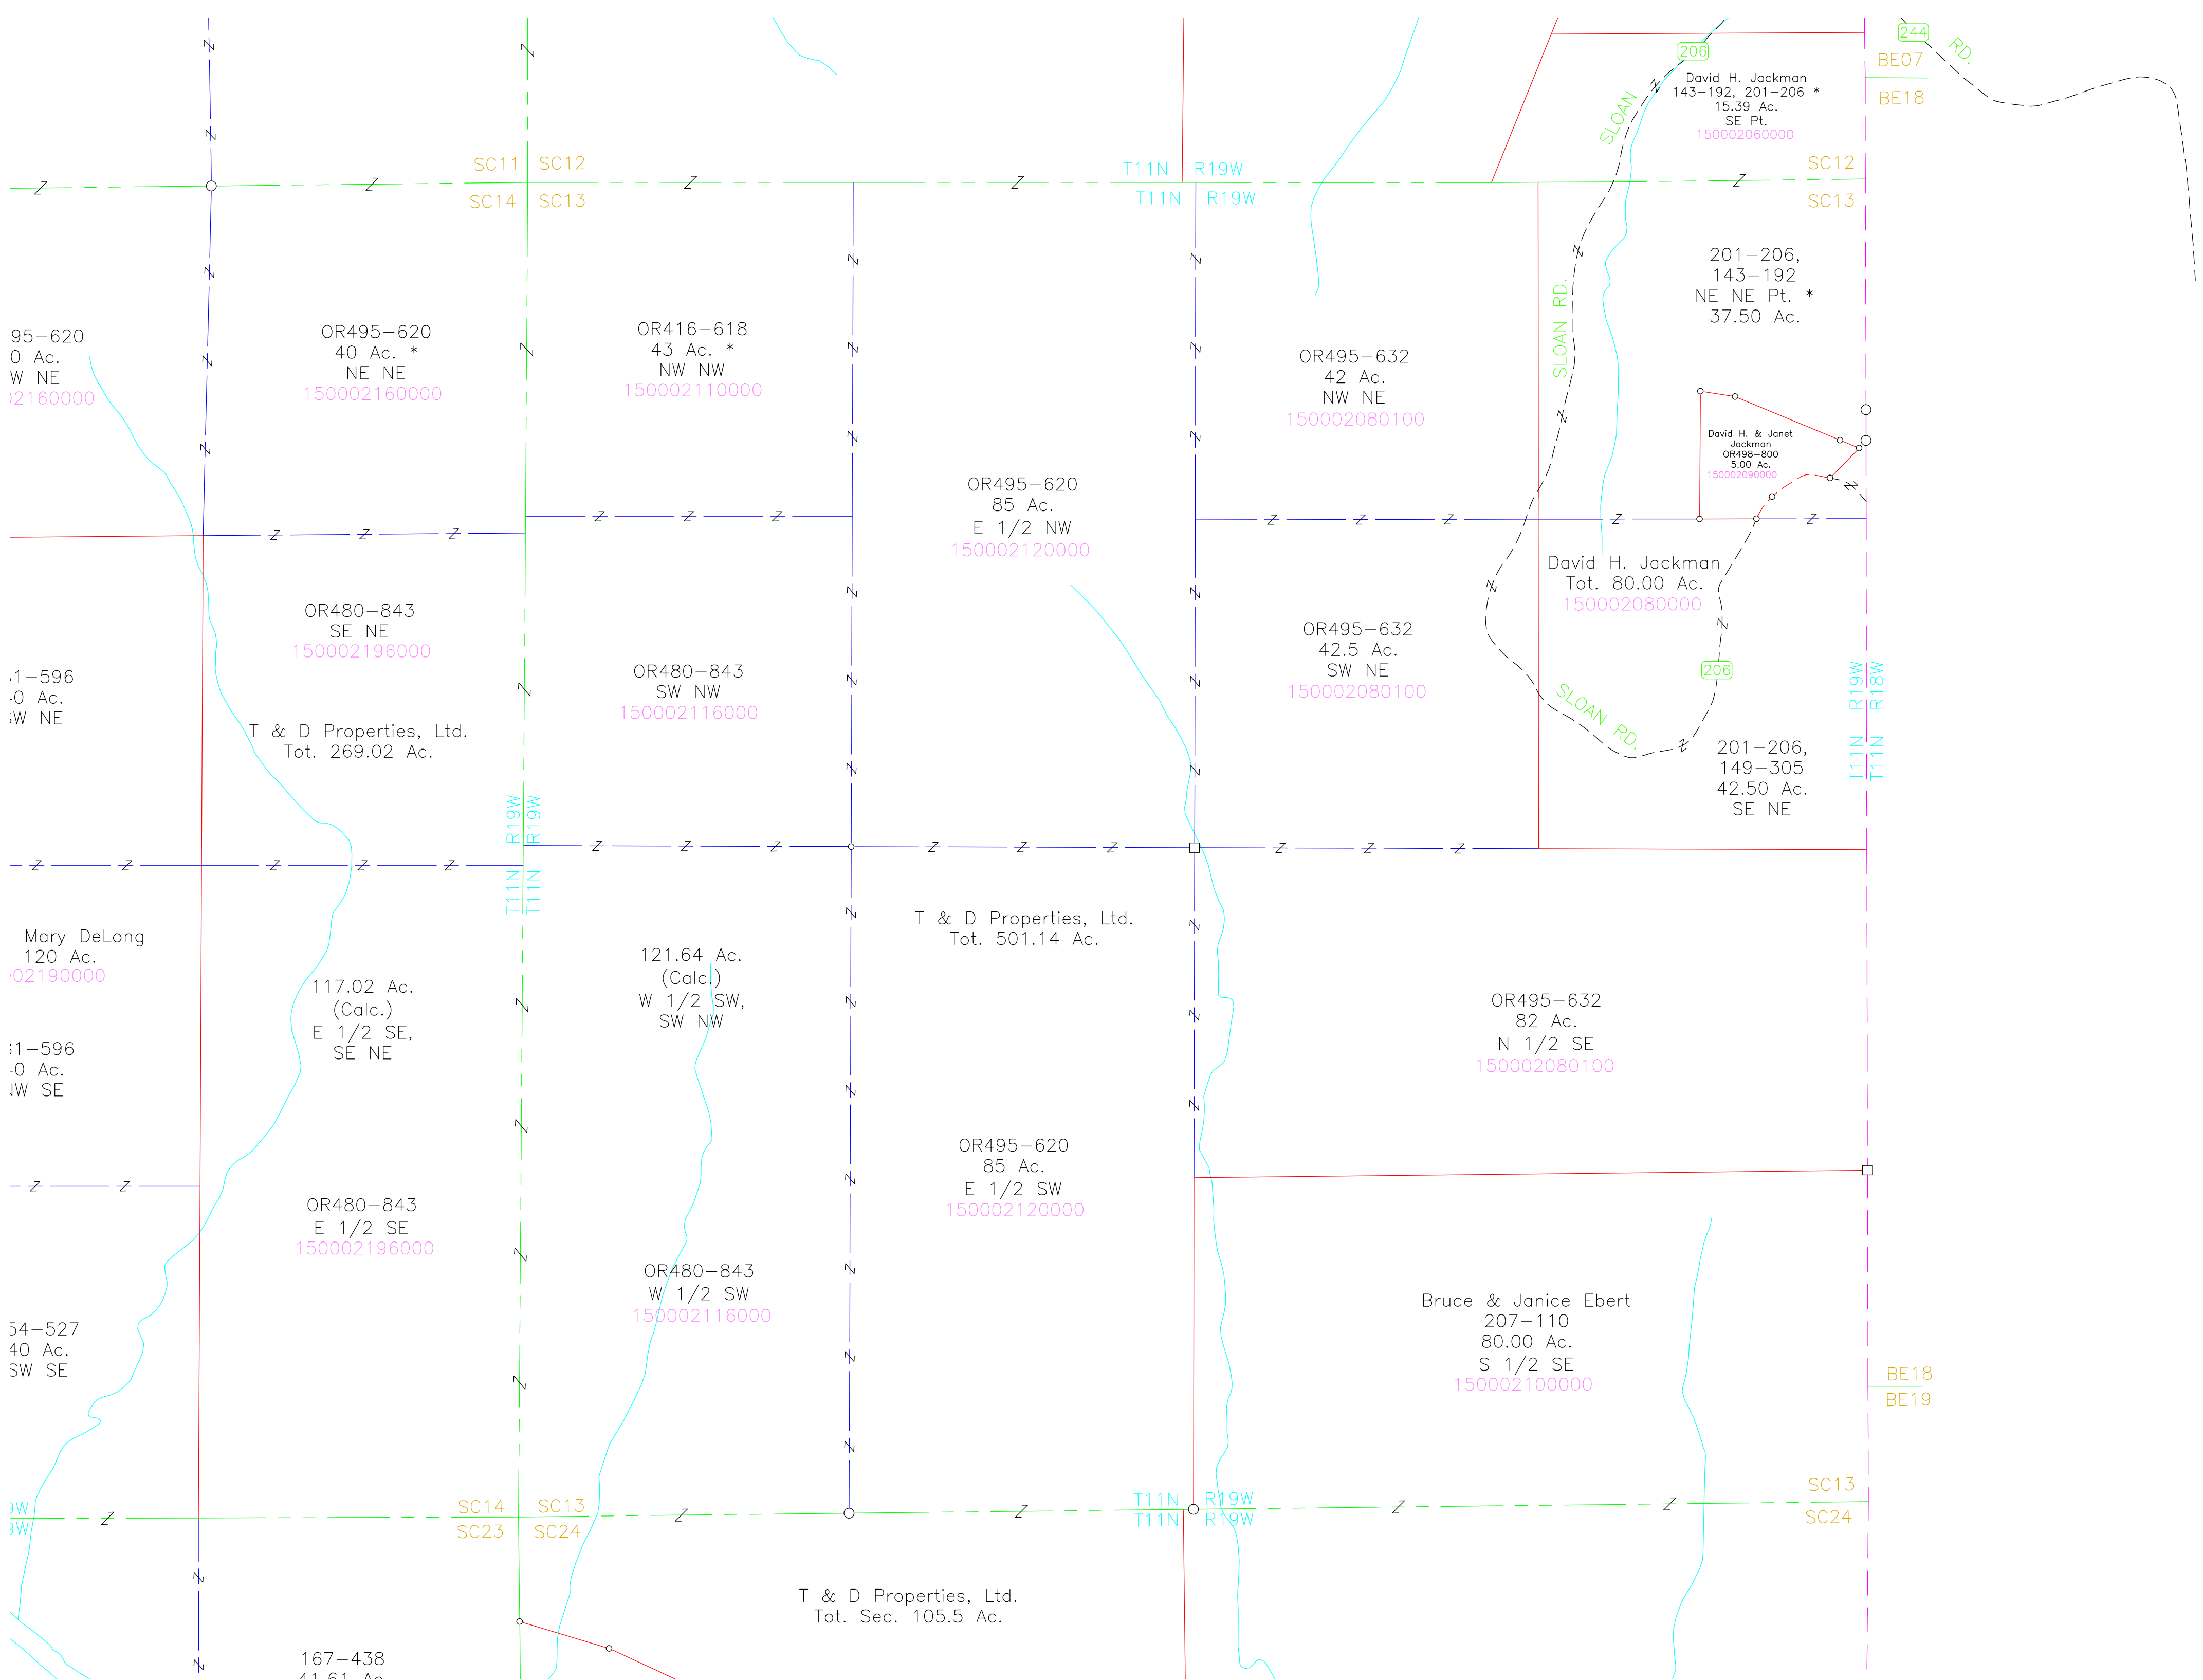 244
RD.
BE07
BE18
206
SLOAN
David H. Jackman
143-192, 201-206 *
15.39 Ac.
SE Pt.
150002060000
SC11
SC12
T11N
R19W
SC12
SC14
SC13
T11N
R19W
SC13
95-620
0 Ac.
W NE
02160000
OR495-620
40 Ac. *
NE NE
150002160000
OR416-618
43 Ac. *
NW NW
150002110000
OR495-632
42 Ac.
NW NE
150002080100
SLOAN RD.
201-206,
143-192
NE NE Pt. *
37.50 Ac.
David H. & Janet
Jackman
OR498-800
5.00 Ac.
150002090000
OR495-620
85 Ac.
E 1/2 NW
150002120000
David H. Jackman
Tot. 80.00 Ac.
150002080000
OR480-843
SE NE
150002196000
OR480-843
SW NW
150002116000
OR495-632
42.5 Ac.
SW NE
150002080100
206
SLOAN RD.
1-596
0 Ac.
W NE
T & D Properties, Ltd.
Tot. 269.02 Ac.
201-206,
149-305
42.50 Ac.
SE NE
T11N R19W
T11N R18W
T11N R19W
T11N R19W
Mary DeLong
120 Ac.
02190000
117.02 Ac.
(Calc.)
E 1/2 SE,
SE NE
121.64 Ac.
(Calc.)
W 1/2 SW,
SW NW
T & D Properties, Ltd.
Tot. 501.14 Ac.
OR495-632
82 Ac.
N 1/2 SE
150002080100
1-596
0 Ac.
NW SE
OR480-843
E 1/2 SE
150002196000
OR495-620
85 Ac.
E 1/2 SW
150002120000
OR480-843
W 1/2 SW
150002116000
54-527
40 Ac.
SW SE
Bruce & Janice Ebert
207-110
80.00 Ac.
S 1/2 SE
150002100000
BE18
BE19
9W
9W
SC14
SC13
T11N
R19W
SC13
SC23
SC24
T11N
R19W
SC24
T & D Properties, Ltd.
Tot. Sec. 105.5 Ac.
167-438
41.61 Ac.